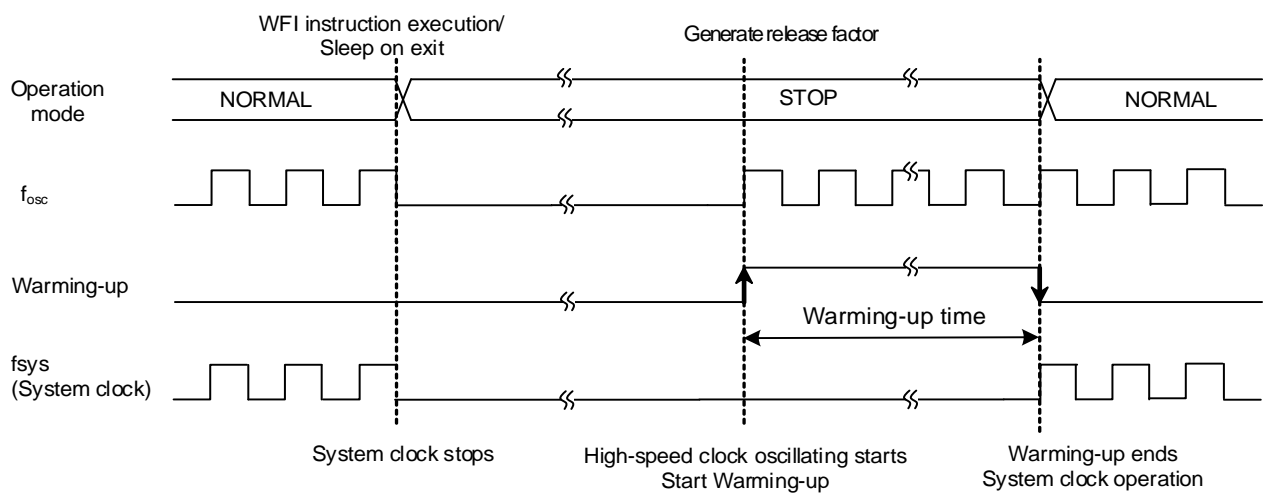 WFI instruction execution/
Sleep on exit
Generate release factor
Operation
mode
NORMAL
STOP
NORMAL
fosc
Warming-up
Warming-up time
fsys
(System clock)
System clock stops
High-speed clock oscillating starts
Start Warming-up
Warming-up ends
System clock operation